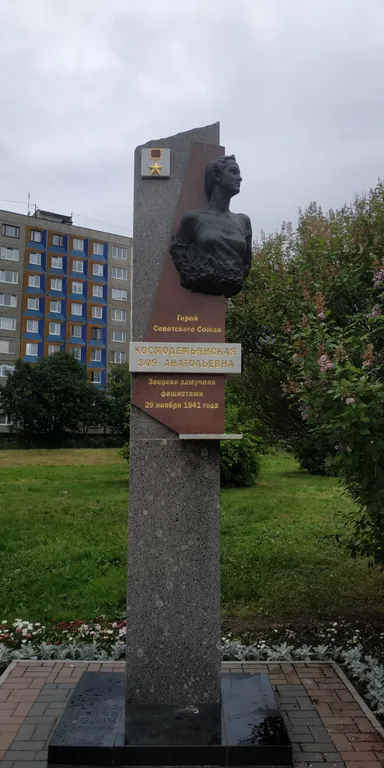 Герой
Советского Союза
КОСМОДЕМЬЯНСКАЯ
ЗОЯ АНАТОЛЬЕВНА
Зверски замучена
фашистами
29 ноября 1941 года